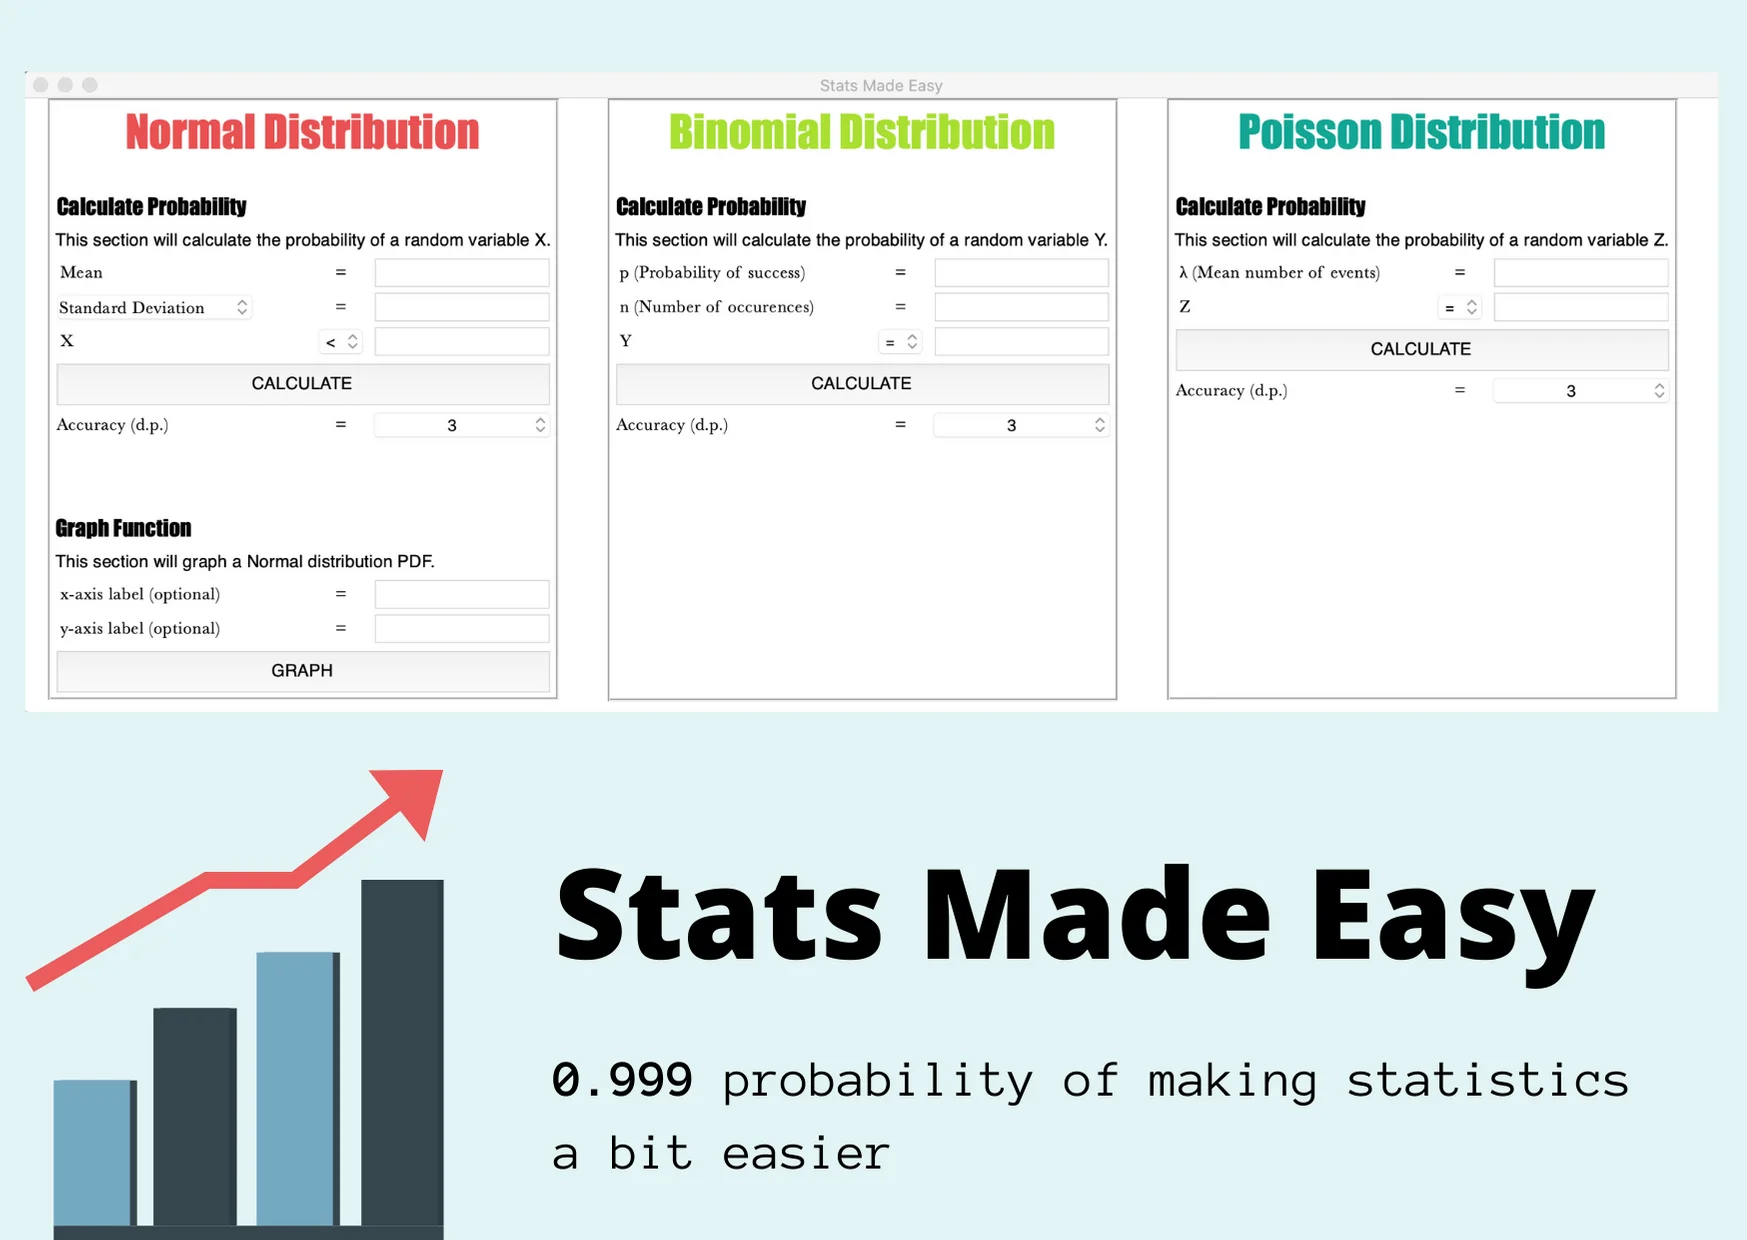 Stats Made Easy
Normal Distribution
Calculate Probability
This section will calculate the probability of a random variable X.
Mean =
Standard Deviation =
X <
CALCULATE
Accuracy (d.p.) = 3
Graph Function
This section will graph a Normal distribution PDF.
x-axis label (optional) =
y-axis label (optional) =
GRAPH
Binomial Distribution
Calculate Probability
This section will calculate the probability of a random variable Y.
p (Probability of success) =
n (Number of occurences) =
Y =
CALCULATE
Accuracy (d.p.) = 3
Poisson Distribution
Calculate Probability
This section will calculate the probability of a random variable Z.
λ (Mean number of events) =
Z =
CALCULATE
Accuracy (d.p.) = 3
Stats Made Easy
0.999 probability of making statistics
a bit easier